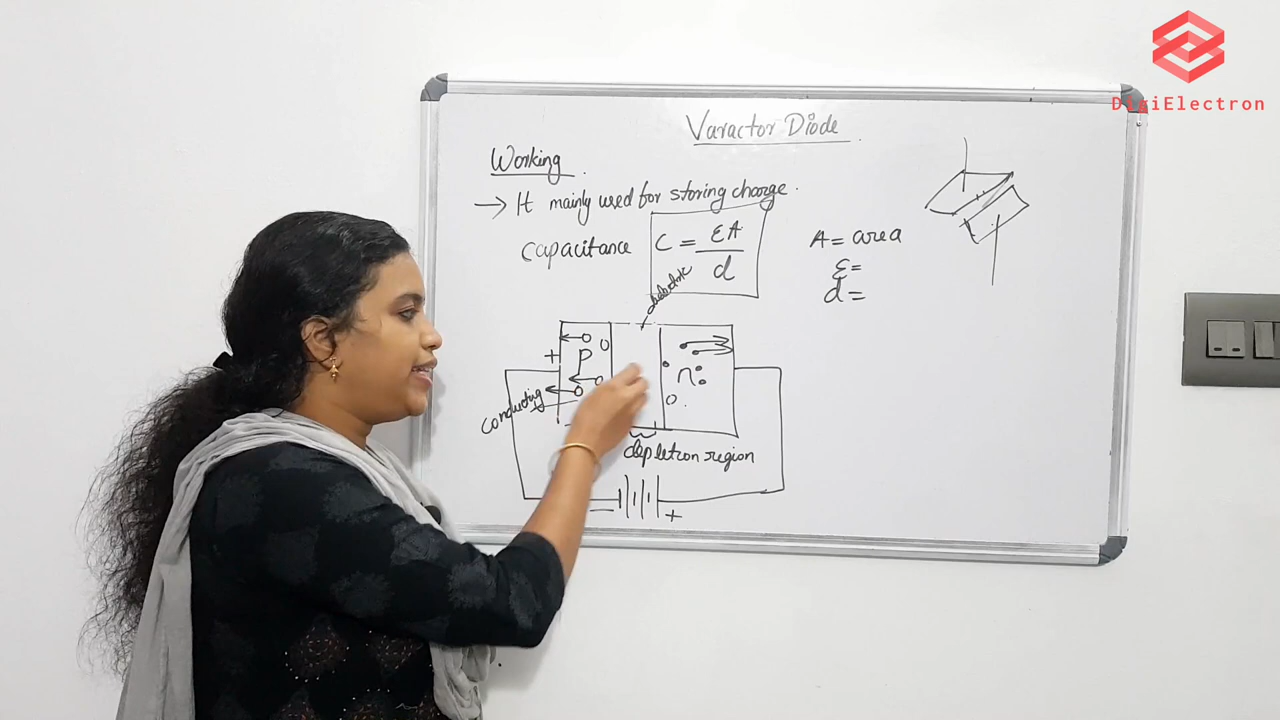 DigiElectron
Varactor Diode
Working
→ It mainly used for storing charge.
capacitance C = εA/d
A = area
ε =
d =
dielectric
+ P n
conducting
depletion region
− +